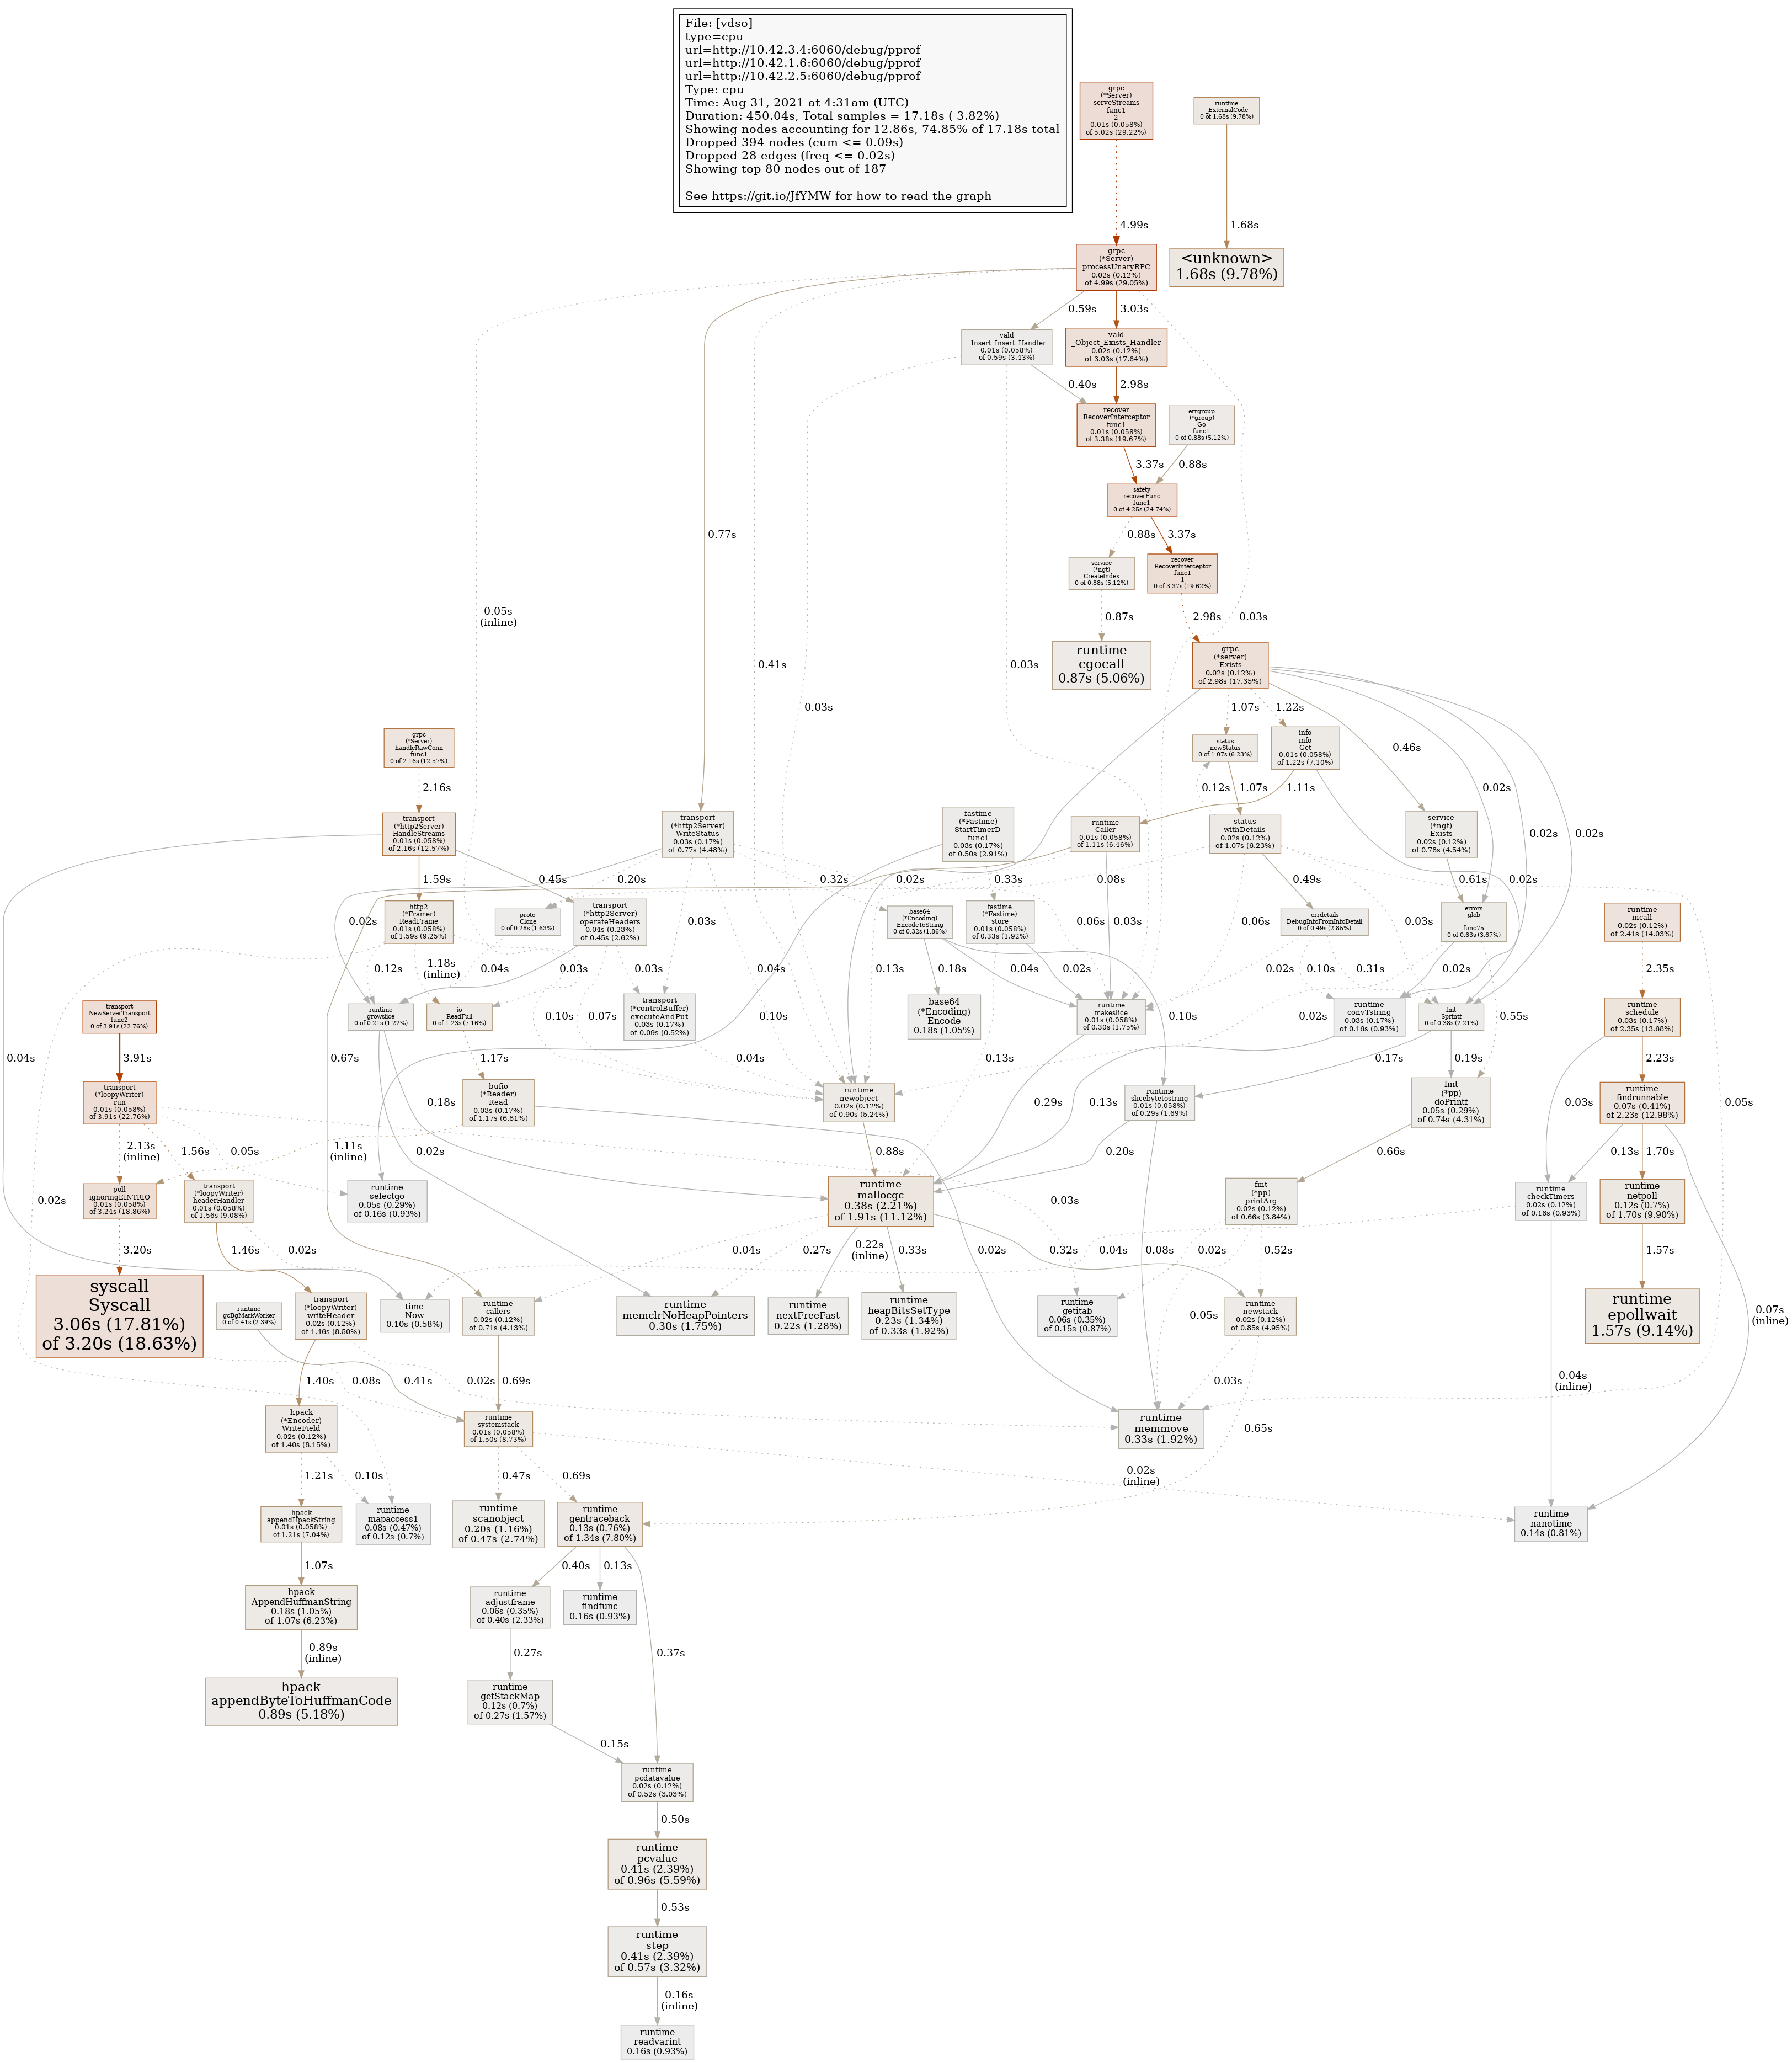 File: [vdso]
type=cpu
url=http://10.42.3.4:6060/debug/pprof
url=http://10.42.1.6:6060/debug/pprof
url=http://10.42.2.5:6060/debug/pprof
Type: cpu
Time: Aug 31, 2021 at 4:31am (UTC)
Duration: 450.04s, Total samples = 17.18s ( 3.82%)
Showing nodes accounting for 12.86s, 74.85% of 17.18s total
Dropped 394 nodes (cum <= 0.09s)
Dropped 28 edges (freq <= 0.02s)
Showing top 80 nodes out of 187
See https://git.io/JfYMW for how to read the graph
grpc
(*Server)
serveStreams
func1
2
0.01s (0.058%)
of 5.02s (29.22%)
runtime
_ExternalCode
0 of 1.68s (9.78%)
4.99s
1.68s
grpc
(*Server)
processUnaryRPC
0.02s (0.12%)
of 4.99s (29.05%)
<unknown>
1.68s (9.78%)
0.59s
3.03s
vald
_Insert_Insert_Handler
0.01s (0.058%)
of 0.59s (3.43%)
vald
_Object_Exists_Handler
0.02s (0.12%)
of 3.03s (17.64%)
0.40s
2.98s
recover
RecoverInterceptor
func1
0.01s (0.058%)
of 3.38s (19.67%)
errgroup
(*group)
Go
func1
0 of 0.88s (5.12%)
3.37s
0.88s
safety
recoverFunc
func1
0 of 4.25s (24.74%)
0.77s
0.88s
3.37s
service
(*ngt)
CreateIndex
0 of 0.88s (5.12%)
recover
RecoverInterceptor
func1
1
0 of 3.37s (19.62%)
0.05s
(inline)
0.87s
2.98s
0.03s
0.41s
0.03s
runtime
cgocall
0.87s (5.06%)
grpc
(*server)
Exists
0.02s (0.12%)
of 2.98s (17.35%)
0.03s
1.07s
1.22s
0.46s
0.02s
0.02s
0.02s
grpc
(*Server)
handleRawConn
func1
0 of 2.16s (12.57%)
status
newStatus
0 of 1.07s (6.23%)
info
info
Get
0.01s (0.058%)
of 1.22s (7.10%)
2.16s
0.12s
1.07s
1.11s
transport
(*http2Server)
HandleStreams
0.01s (0.058%)
of 2.16s (12.57%)
transport
(*http2Server)
WriteStatus
0.03s (0.17%)
of 0.77s (4.48%)
fastime
(*Fastime)
StartTimerD
func1
0.03s (0.17%)
of 0.50s (2.91%)
runtime
Caller
0.01s (0.058%)
of 1.11s (6.46%)
status
withDetails
0.02s (0.12%)
of 1.07s (6.23%)
service
(*ngt)
Exists
0.02s (0.12%)
of 0.78s (4.54%)
1.59s
0.45s
0.02s
0.20s
0.32s
0.02s
0.33s
0.08s
0.49s
0.61s
0.02s
http2
(*Framer)
ReadFrame
0.01s (0.058%)
of 1.59s (9.25%)
proto
Clone
0 of 0.28s (1.63%)
transport
(*http2Server)
operateHeaders
0.04s (0.23%)
of 0.45s (2.62%)
base64
(*Encoding)
EncodeToString
0 of 0.32s (1.86%)
fastime
(*Fastime)
store
0.01s (0.058%)
of 0.33s (1.92%)
errdetails
DebugInfoFromInfoDetail
0 of 0.49s (2.85%)
errors
glob

func75
0 of 0.63s (3.67%)
runtime
mcall
0.02s (0.12%)
of 2.41s (14.03%)
0.03s
0.06s
0.03s
0.06s
0.03s
2.35s
0.12s
1.18s
(inline)
0.04s
0.03s
0.03s
0.04s
0.13s
0.18s
0.04s
0.02s
0.02s
0.10s
0.31s
0.02s
0.55s
transport
NewServerTransport
func2
0 of 3.91s (22.76%)
runtime
growslice
0 of 0.21s (1.22%)
io
ReadFull
0 of 1.23s (7.16%)
transport
(*controlBuffer)
executeAndPut
0.03s (0.17%)
of 0.09s (0.52%)
base64
(*Encoding)
Encode
0.18s (1.05%)
runtime
makeslice
0.01s (0.058%)
of 0.30s (1.75%)
runtime
convTstring
0.03s (0.17%)
of 0.16s (0.93%)
fmt
Sprintf
0 of 0.38s (2.21%)
runtime
schedule
0.03s (0.17%)
of 2.35s (13.68%)
0.10s
0.07s
0.10s
0.10s
0.02s
0.04s
3.91s
0.67s
1.17s
0.04s
0.13s
0.17s
0.19s
2.23s
transport
(*loopyWriter)
run
0.01s (0.058%)
of 3.91s (22.76%)
bufio
(*Reader)
Read
0.03s (0.17%)
of 1.17s (6.81%)
runtime
newobject
0.02s (0.12%)
of 0.90s (5.24%)
runtime
slicebytetostring
0.01s (0.058%)
of 0.29s (1.69%)
fmt
(*pp)
doPrintf
0.05s (0.29%)
of 0.74s (4.31%)
runtime
findrunnable
0.07s (0.41%)
of 2.23s (12.98%)
0.18s
0.29s
0.13s
0.03s
0.05s
2.13s
(inline)
1.56s
0.05s
1.11s
(inline)
0.02s
0.88s
0.20s
0.66s
0.13s
1.70s
poll
ignoringEINTRIO
0.01s (0.058%)
of 3.24s (18.86%)
transport
(*loopyWriter)
headerHandler
0.01s (0.058%)
of 1.56s (9.08%)
runtime
selectgo
0.05s (0.29%)
of 0.16s (0.93%)
runtime
mallocgc
0.38s (2.21%)
of 1.91s (11.12%)
fmt
(*pp)
printArg
0.02s (0.12%)
of 0.66s (3.84%)
runtime
checkTimers
0.02s (0.12%)
of 0.16s (0.93%)
runtime
netpoll
0.12s (0.7%)
of 1.70s (9.90%)
0.02s
0.03s
3.20s
1.46s
0.02s
0.04s
0.27s
0.22s
(inline)
0.33s
0.02s
0.32s
0.04s
0.08s
0.02s
0.52s
1.57s
syscall
Syscall
3.06s (17.81%)
of 3.20s (18.63%)
runtime
gcBgMarkWorker
0 of 0.41s (2.39%)
transport
(*loopyWriter)
writeHeader
0.02s (0.12%)
of 1.46s (8.50%)
time
Now
0.10s (0.58%)
runtime
callers
0.02s (0.12%)
of 0.71s (4.13%)
runtime
memclrNoHeapPointers
0.30s (1.75%)
runtime
nextFreeFast
0.22s (1.28%)
runtime
heapBitsSetType
0.23s (1.34%)
of 0.33s (1.92%)
runtime
getitab
0.06s (0.35%)
of 0.15s (0.87%)
0.05s
runtime
newstack
0.02s (0.12%)
of 0.85s (4.95%)
runtime
epollwait
1.57s (9.14%)
0.07s
(inline)
1.40s
0.08s
0.41s
0.02s
0.69s
0.03s
0.04s
(inline)
hpack
(*Encoder)
WriteField
0.02s (0.12%)
of 1.40s (8.15%)
runtime
systemstack
0.01s (0.058%)
of 1.50s (8.73%)
runtime
memmove
0.33s (1.92%)
0.65s
1.21s
0.10s
0.47s
0.69s
0.02s
(inline)
hpack
appendHpackString
0.01s (0.058%)
of 1.21s (7.04%)
runtime
mapaccess1
0.08s (0.47%)
of 0.12s (0.7%)
runtime
scanobject
0.20s (1.16%)
of 0.47s (2.74%)
runtime
gentraceback
0.13s (0.76%)
of 1.34s (7.80%)
runtime
nanotime
0.14s (0.81%)
1.07s
0.40s
0.13s
hpack
AppendHuffmanString
0.18s (1.05%)
of 1.07s (6.23%)
runtime
adjustframe
0.06s (0.35%)
of 0.40s (2.33%)
runtime
findfunc
0.16s (0.93%)
0.89s
(inline)
0.27s
0.37s
hpack
appendByteToHuffmanCode
0.89s (5.18%)
runtime
getStackMap
0.12s (0.7%)
of 0.27s (1.57%)
0.15s
runtime
pcdatavalue
0.02s (0.12%)
of 0.52s (3.03%)
0.50s
runtime
pcvalue
0.41s (2.39%)
of 0.96s (5.59%)
0.53s
runtime
step
0.41s (2.39%)
of 0.57s (3.32%)
0.16s
(inline)
runtime
readvarint
0.16s (0.93%)